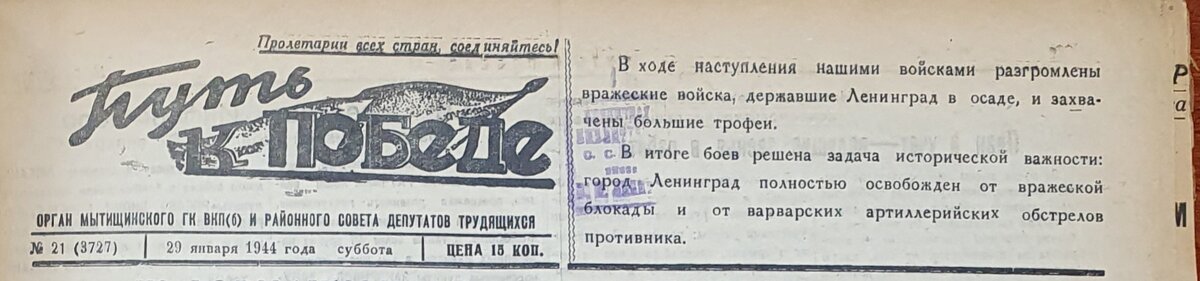 Пролетарии всех стран, соединяйтесь!
Путь
к ПОБЕДЕ
ОРГАН МЫТИЩИНСКОГО ГК ВКП(б) И РАЙОННОГО СОВЕТА ДЕПУТАТОВ ТРУДЯЩИХСЯ
№ 21 (3727) 29 января 1944 года суббота ЦЕНА 15 КОП.
В ходе наступления нашими войсками разгромлены
вражеские войска, державшие Ленинград в осаде, и захва-
чены большие трофеи.
В итоге боев решена задача исторической важности:
город Ленинград полностью освобожден от вражеской
блокады и от варварских артиллерийских обстрелов
противника.